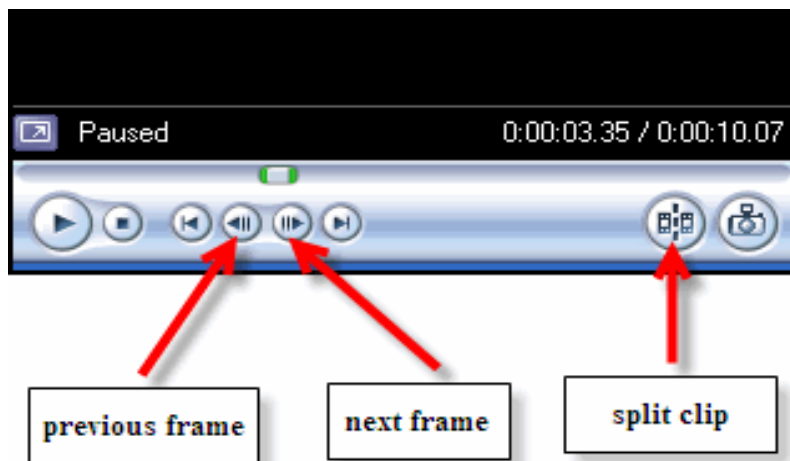 Paused 0:00:03.35 / 0:00:10.07
previous frame
next frame
split clip